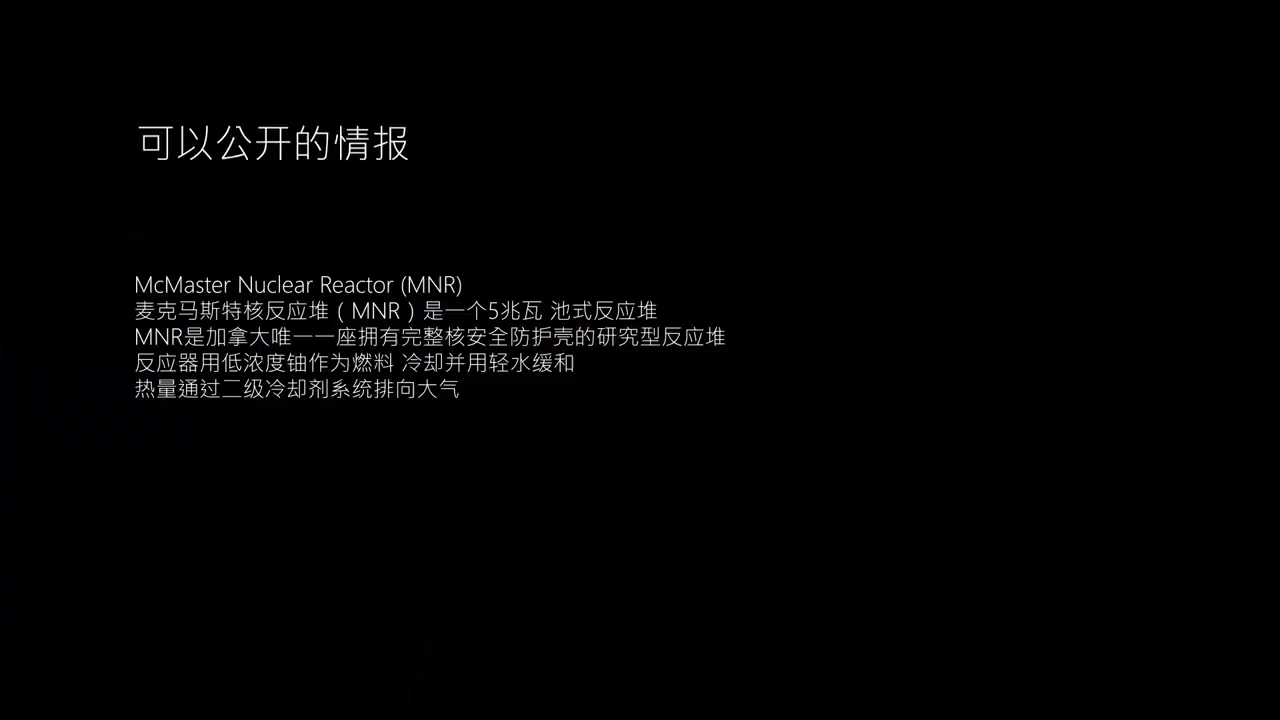 可以公开的情报
McMaster Nuclear Reactor (MNR)
麦克马斯特核反应堆（MNR）是一个5兆瓦 池式反应堆
MNR是加拿大唯一一座拥有完整核安全防护壳的研究型反应堆
反应器用低浓度铀作为燃料 冷却并用轻水缓和
热量通过二级冷却剂系统排向大气